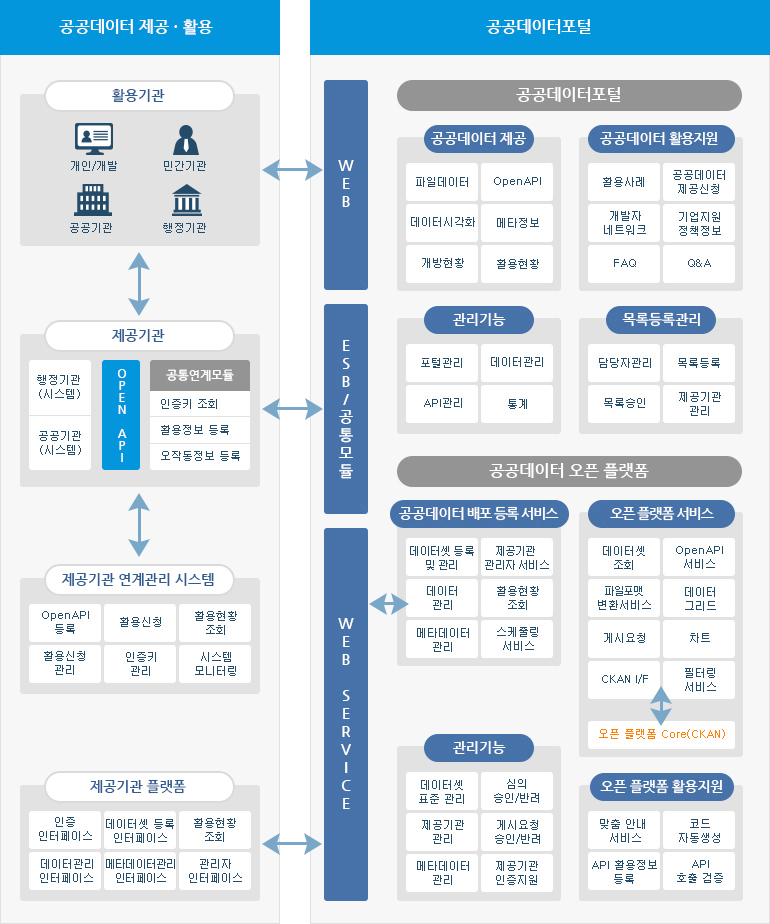 공공데이터 제공 · 활용
활용기관
개인/개발
민간기관
공공기관
행정기관
제공기관
행정기관
(시스템)
공공기관
(시스템)
OPEN API
공통연계모듈
인증키 조회
활용정보 등록
오작동정보 등록
제공기관 연계관리 시스템
OpenAPI
등록
활용신청
활용현황
조회
활용신청
관리
인증키
관리
시스템
모니터링
제공기관 플랫폼
인증
인터페이스
데이터셋 등록
인터페이스
활용현황
조회
데이터관리
인터페이스
메타데이터관리
인터페이스
관리자
인터페이스
공공데이터포털
WEB
ESB/공통모듈
WEB SERVICE
공공데이터포털
공공데이터 제공
파일데이터
OpenAPI
데이터시각화
메타정보
개방현황
활용현황
공공데이터 활용지원
활용사례
공공데이터
제공신청
개발자
네트워크
기업지원
정책정보
FAQ
Q&A
관리기능
포털관리
데이터관리
API관리
통계
목록등록관리
담당자관리
목록등록
목록승인
제공기관
관리
공공데이터 오픈 플랫폼
공공데이터 배포 등록 서비스
데이터셋 등록
및 관리
제공기관
관리자 서비스
데이터
관리
활용현황
조회
메타데이터
관리
스케줄링
서비스
오픈 플랫폼 서비스
데이터셋
조회
OpenAPI
서비스
파일포맷
변환서비스
데이터
그리드
게시요청
차트
CKAN I/F
필터링
서비스
오픈 플랫폼 Core(CKAN)
관리기능
데이터셋
표준 관리
심의
승인/반려
제공기관
관리
게시요청
승인/반려
메타데이터
관리
제공기관
인증지원
오픈 플랫폼 활용지원
맞춤 안내
서비스
코드
자동생성
API 활용정보
등록
API
호출 검증